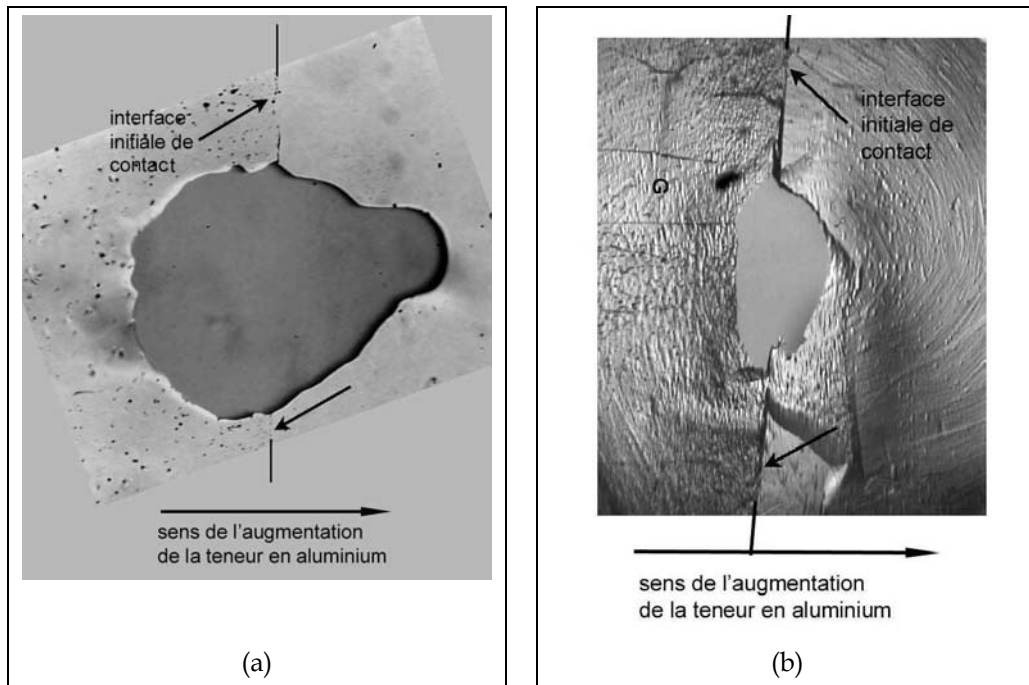 interface
initiale de
contact
sens de l'augmentation
de la teneur en aluminium
(a)
interface
initiale de
contact
G
sens de l'augmentation
de la teneur en aluminium
(b)